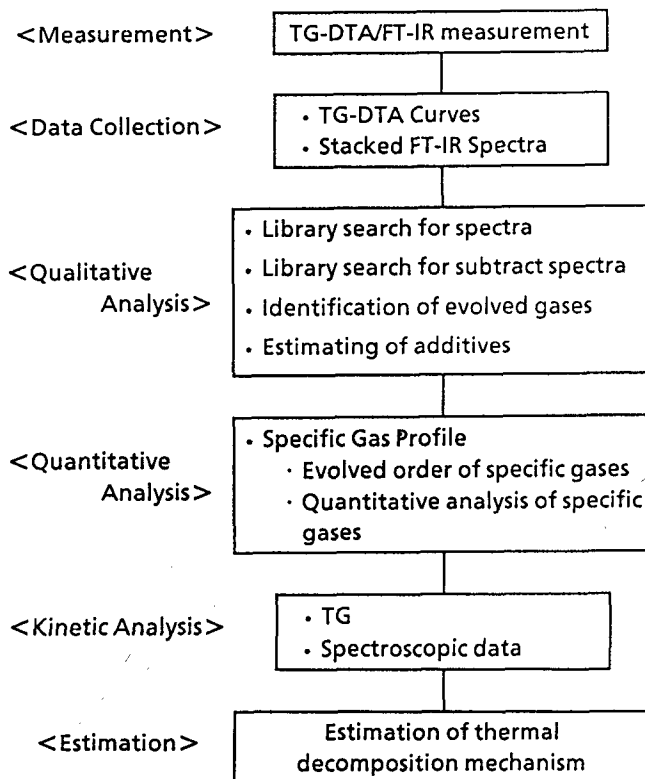 <Measurement> TG-DTA/FT-IR measurement
<Data Collection> • TG-DTA Curves
• Stacked FT-IR Spectra
• Library search for spectra
• Library search for subtract spectra
<Qualitative
Analysis> • Identification of evolved gases
• Estimating of additives
• Specific Gas Profile
<Quantitative
Analysis> · Evolved order of specific gases
· Quantitative analysis of specific
gases
<Kinetic Analysis> • TG
• Spectroscopic data
<Estimation> Estimation of thermal
decomposition mechanism